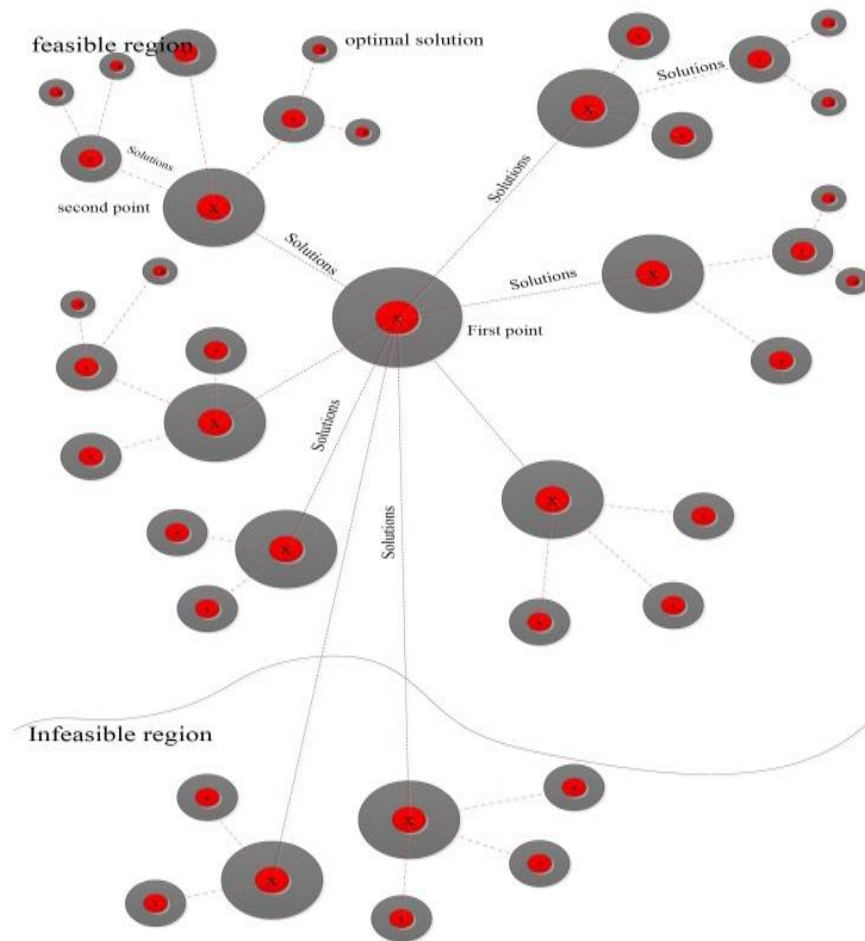 feasible region
optimal solution
Solutions
Solutions
second point
X
X
Solutions
Solutions
Solutions
X
X
First point
X
Solutions
X
Solutions
X
X
Infeasible region
X
X